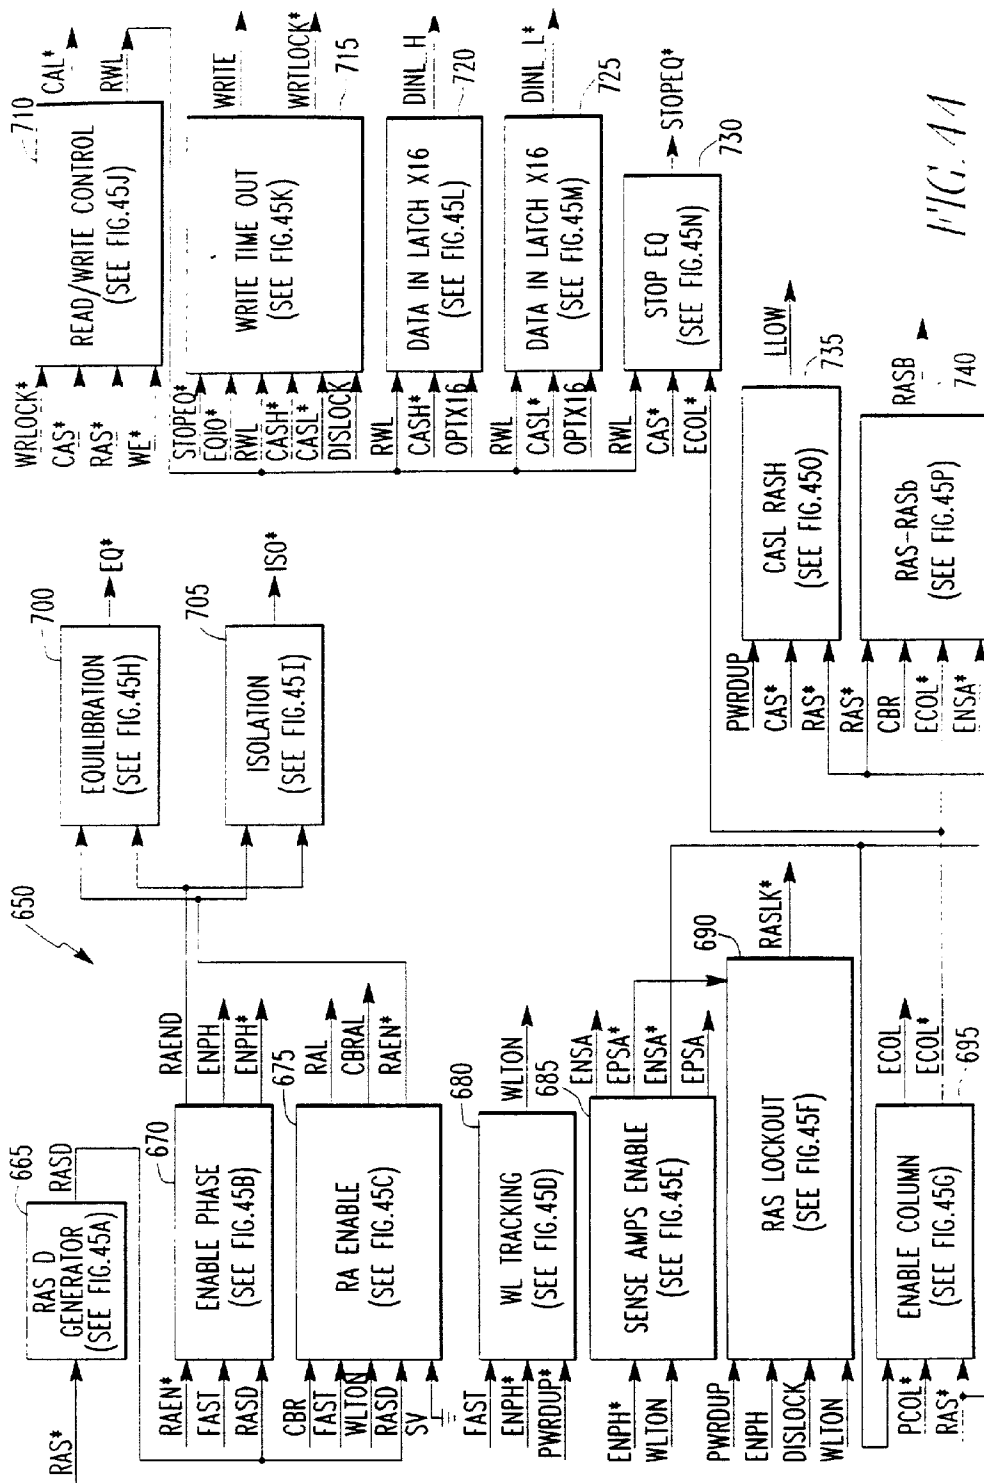 650
RAS*
RAS D
GENERATOR
(SEE FIG.45A)
665
RASD
RAEN*
FAST
RASD
670
ENABLE PHASE
(SEE FIG.45B)
RAEND
ENPH
ENPH*
CBR
FAST
WLTON
RASD
SV
675
RA ENABLE
(SEE FIG.45C)
RAL
CBRAL
RAEN*
FAST
ENPH*
PWRDUP*
680
WL TRACKING
(SEE FIG.45D)
WLTON
ENPH*
WLTON
685
SENSE AMPS ENABLE
(SEE FIG.45E)
ENSA
EPSA*
ENSA*
EPSA
PWRDUP
ENPH
DISLOCK
WLTON
690
RAS LOCKOUT
(SEE FIG.45F)
RASLK*
PCOL*
RAS*
ENABLE COLUMN
(SEE FIG.45G)
ECOL
ECOL*
695
700
EQUILIBRATION
(SEE FIG.45H)
EQ*
705
ISOLATION
(SEE FIG.45I)
ISO*
WRLOCK*
CAS*
RAS*
WE*
710
READ/WRITE CONTROL
(SEE FIG.45J)
CAL*
RWL
STOPEQ*
EQIO*
RWL
CASH*
CASL*
DISLOCK
WRITE TIME OUT
(SEE FIG.45K)
WRITE
WRTLOCK*
715
RWL
CASH*
OPTX16
DATA IN LATCH X16
(SEE FIG.45L)
DINL H
720
RWL
CASL*
OPTX16
DATA IN LATCH X16
(SEE FIG.45M)
DINL L*
725
RWL
CAS*
ECOL*
STOP EQ
(SEE FIG.45N)
STOPEQ*
730
PWRDUP
CAS*
RAS*
CASL RASH
(SEE FIG.45O)
LLOW
735
RAS*
CBR
ECOL*
ENSA*
RAS-RASb
(SEE FIG.45P)
RASB
740
FIG. 44